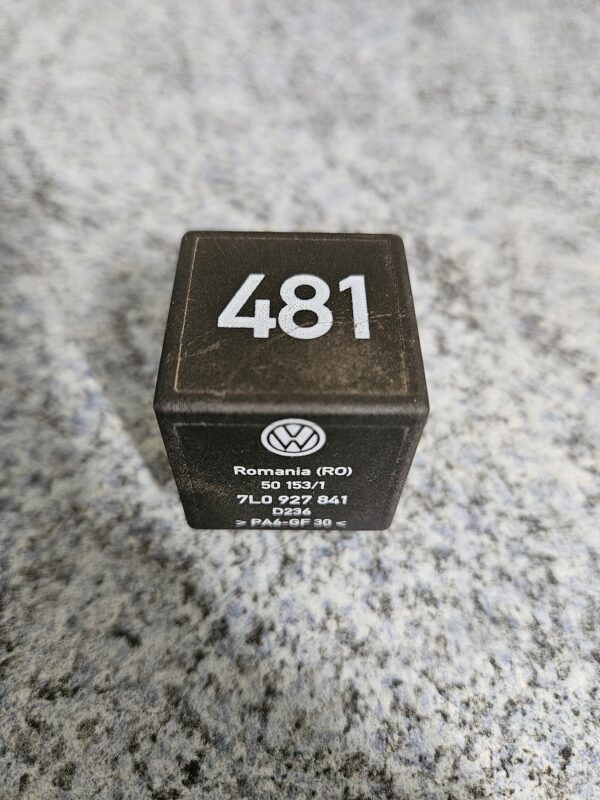 481
Romania (RO)
50 153/1
7L0 927 841
D236
> PA6-GF 30 <